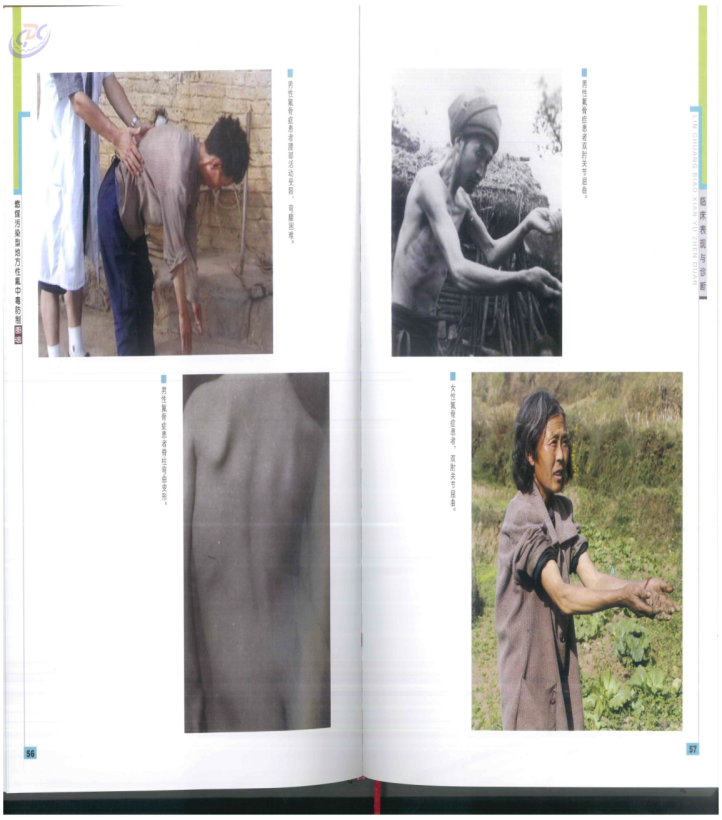 CDC
燃煤污染型地方性氟中毒防制图谱
男性氟骨症患者腰部活动受限，弯腰困难。
男性氟骨症患者脊柱弯曲变形。
56
男性氟骨症患者双肘关节屈曲。
女性氟骨症患者，双肘关节屈曲。
LIN CHUANG BIAO XIAN YU ZHEN DUAN
临床表现与诊断
57